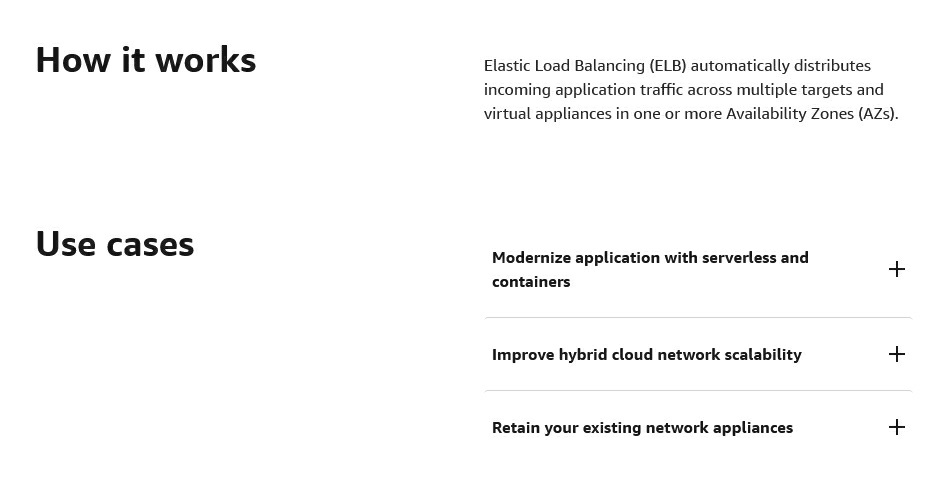 How it works
Elastic Load Balancing (ELB) automatically distributes
incoming application traffic across multiple targets and
virtual appliances in one or more Availability Zones (AZs).
Use cases
Modernize application with serverless and
containers
Improve hybrid cloud network scalability
Retain your existing network appliances